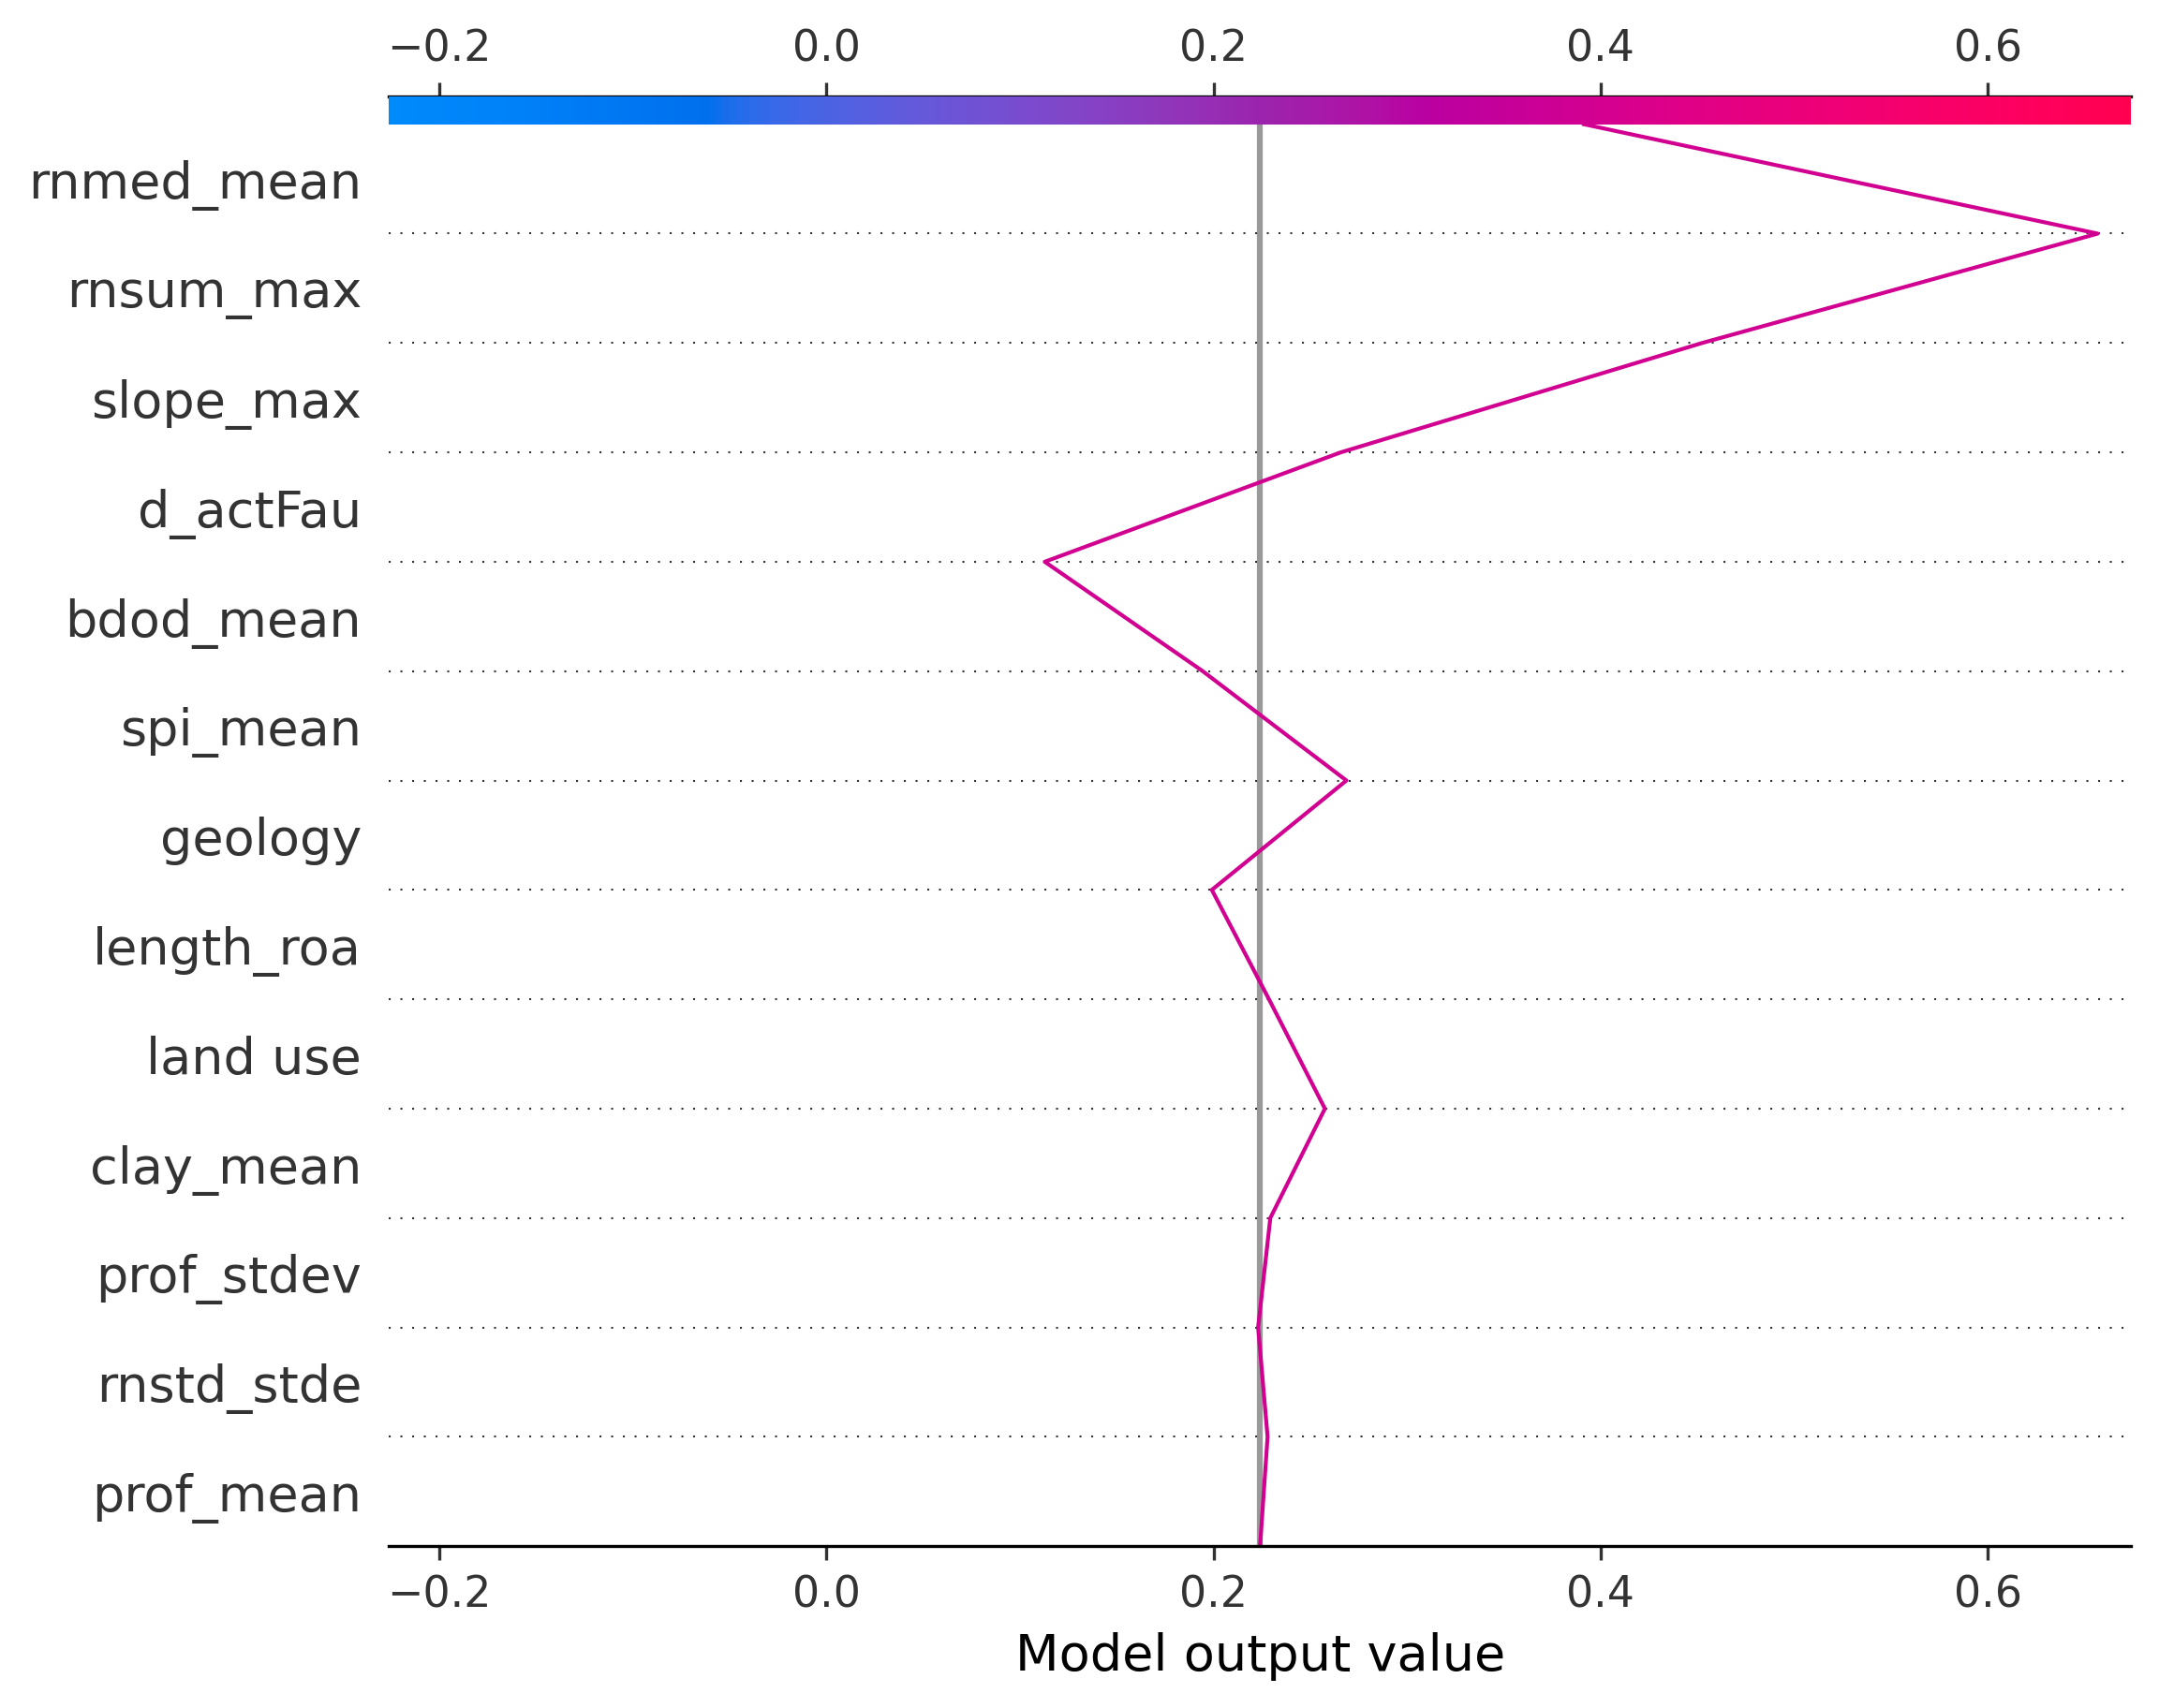 −0.2 0.0 0.2 0.4 0.6
rnmed_mean
rnsum_max
slope_max
d_actFau
bdod_mean
spi_mean
geology
length_roa
land use
clay_mean
prof_stdev
rnstd_stde
prof_mean
−0.2 0.0 0.2 0.4 0.6
Model output value